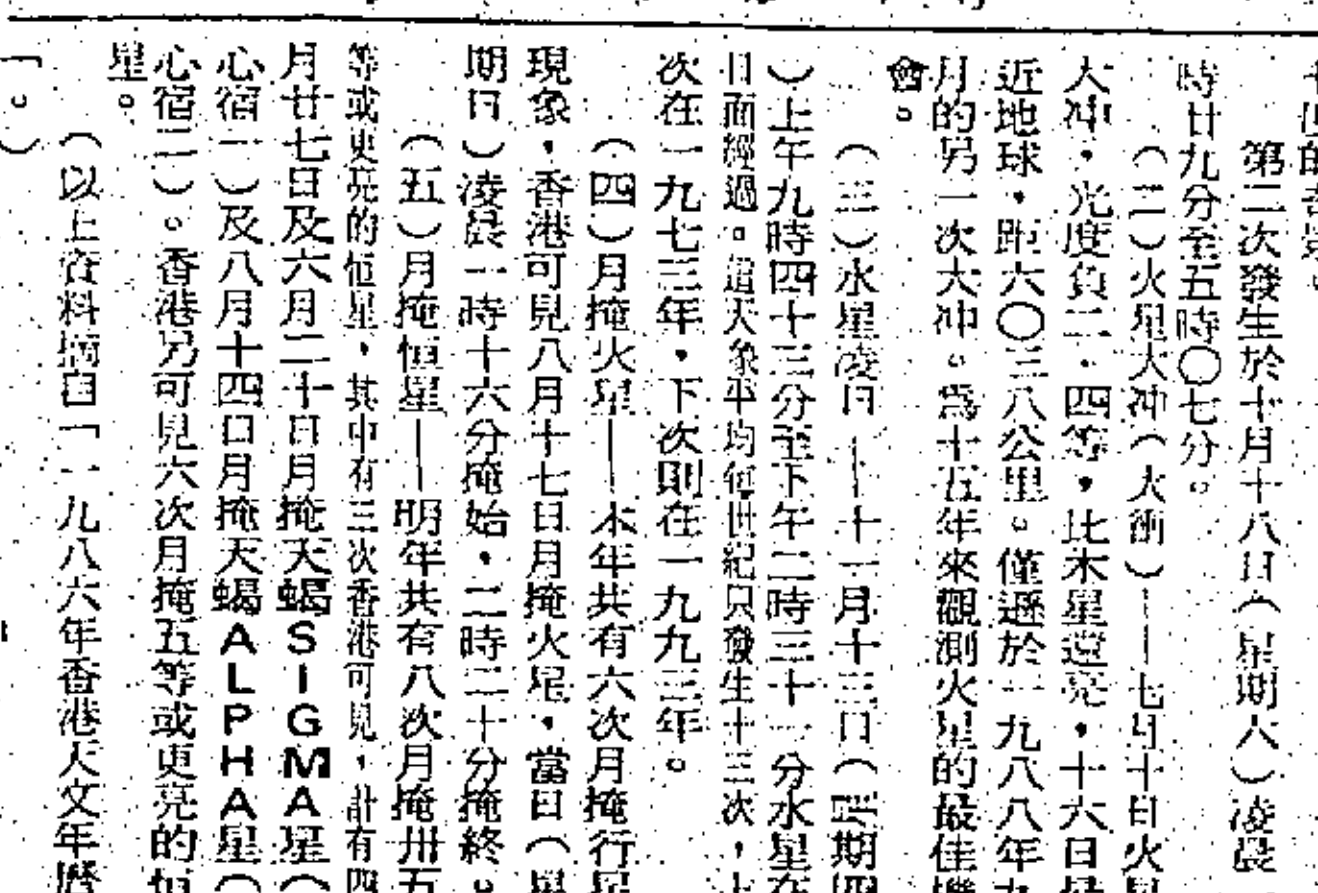 第二次發生於十月十八日（星期六）凌晨
時廿九分至五時〇七分。
（二）火星大冲（大衝）——七月十日火星
大冲，光度負二．四等，比木星還亮，十六日最
近地球，距六〇三八公里。僅遜於一九八八年九
月的另一次大冲。爲十五年來觀測火星的最佳機
會。
（三）水星凌日——十一月十三日（星期四
）上午九時四十三分至下午二時三十一分水星在
日面經過。這天象平均每世紀只發生十三次，上
次在一九七三年，下次則在一九九三年。
（四）月掩火星——本年共有六次月掩行星
現象，香港可見八月十七日月掩火星，當日（星
期日）凌晨一時十六分掩始，二時二十分掩終。
（五）月掩恒星——明年共有八次月掩卅五
等或更亮的恒星，其中有三次香港可見，計有四
月廿七日及六月二十日月掩天蝎SIGMA星（
心宿一）及八月十四日月掩天蝎ALPHA星（
心宿二）。香港另可見六次月掩五等或更亮的恒
星。
（以上資料摘自「一九八六年香港天文年曆
」。）